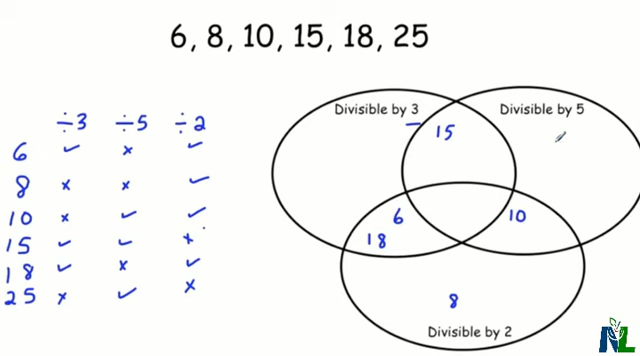 6, 8, 10, 15, 18, 25
÷3 ÷5 ÷2
6 ✓ × ✓
8 × × ✓
10 × ✓ ✓
15 ✓ ✓ ×
18 ✓ × ✓
25 × ✓ ×
Divisible by 3
Divisible by 5
15
6
18
10
8
Divisible by 2
NL